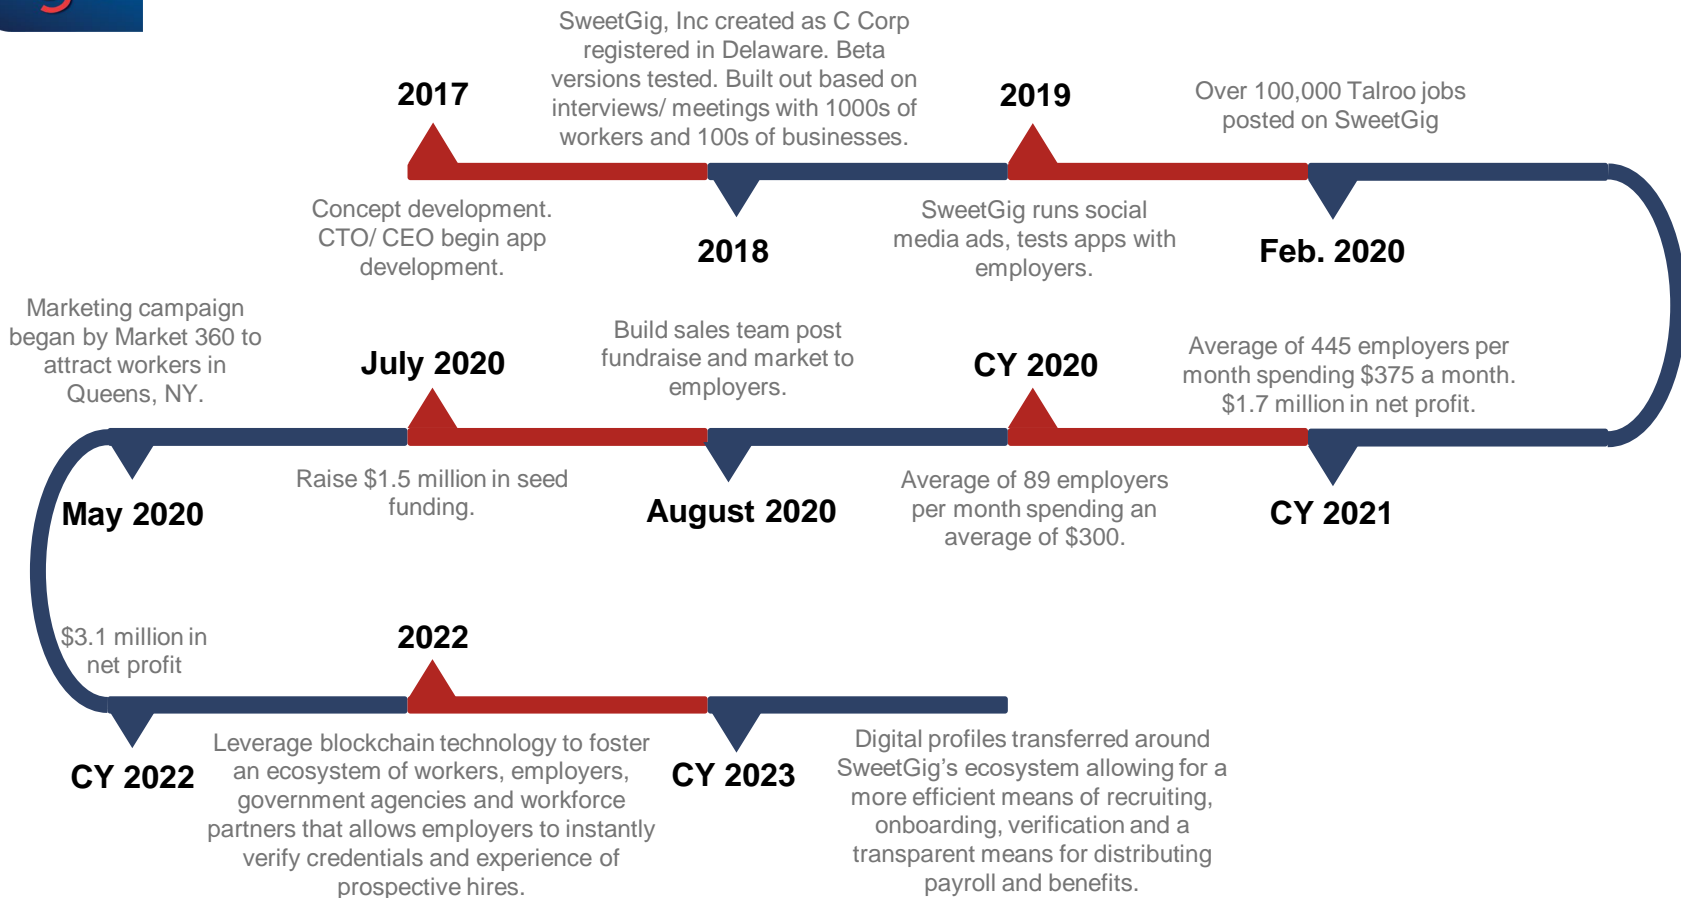 2017
Concept development.
CTO/ CEO begin app
development.
SweetGig, Inc created as C Corp
registered in Delaware. Beta
versions tested. Built out based on
interviews/ meetings with 1000s of
workers and 100s of businesses.
2018
2019
SweetGig runs social
media ads, tests apps with
employers.
Over 100,000 Talroo jobs
posted on SweetGig
Feb. 2020
Marketing campaign
began by Market 360 to
attract workers in
Queens, NY.
May 2020
July 2020
Raise $1.5 million in seed
funding.
Build sales team post
fundraise and market to
employers.
August 2020
CY 2020
Average of 89 employers
per month spending an
average of $300.
Average of 445 employers per
month spending $375 a month.
$1.7 million in net profit.
CY 2021
$3.1 million in
net profit
CY 2022
2022
Leverage blockchain technology to foster
an ecosystem of workers, employers,
government agencies and workforce
partners that allows employers to instantly
verify credentials and experience of
prospective hires.
CY 2023
Digital profiles transferred around
SweetGig’s ecosystem allowing for a
more efficient means of recruiting,
onboarding, verification and a
transparent means for distributing
payroll and benefits.